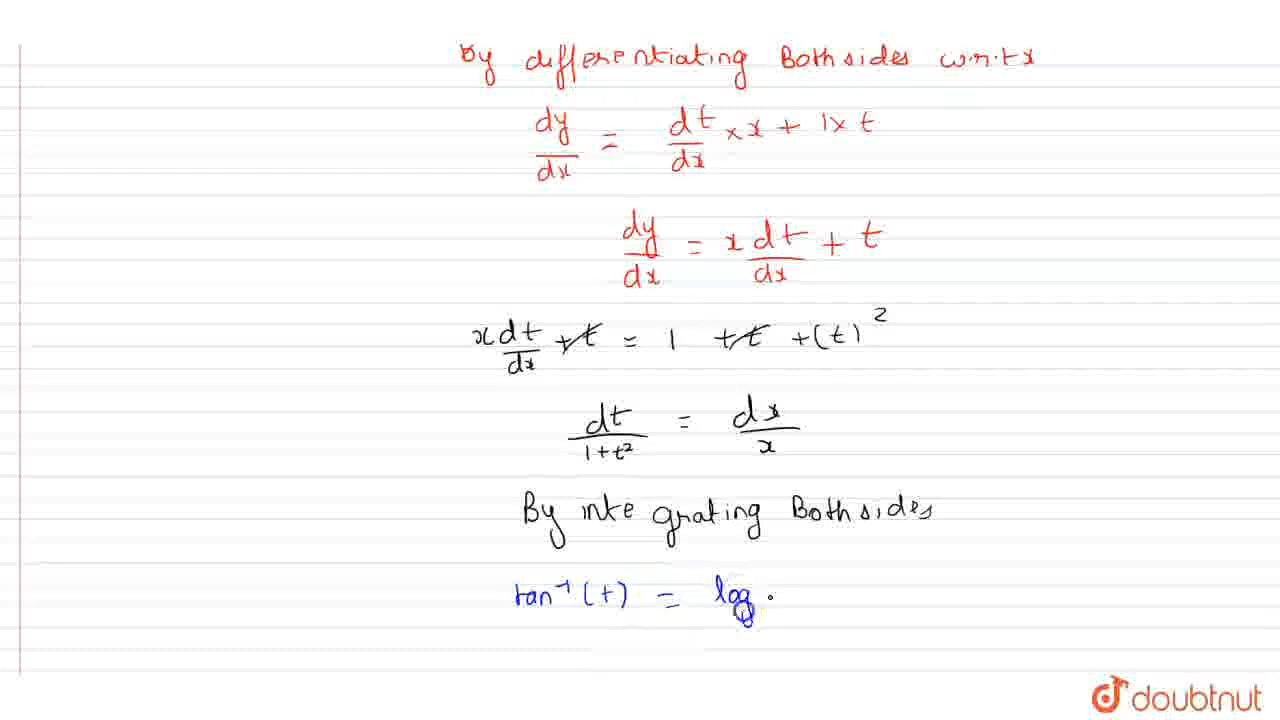 By differentiating Both sides w.r.t x
dy/dx = dt/dx × x + 1 × t
dy/dx = x dt/dx + t
x dt/dx + t = 1 + t + (t)²
dt/1+t² = dx/x
By integrating Both sides
tan⁻¹(t) = log
doubtnut